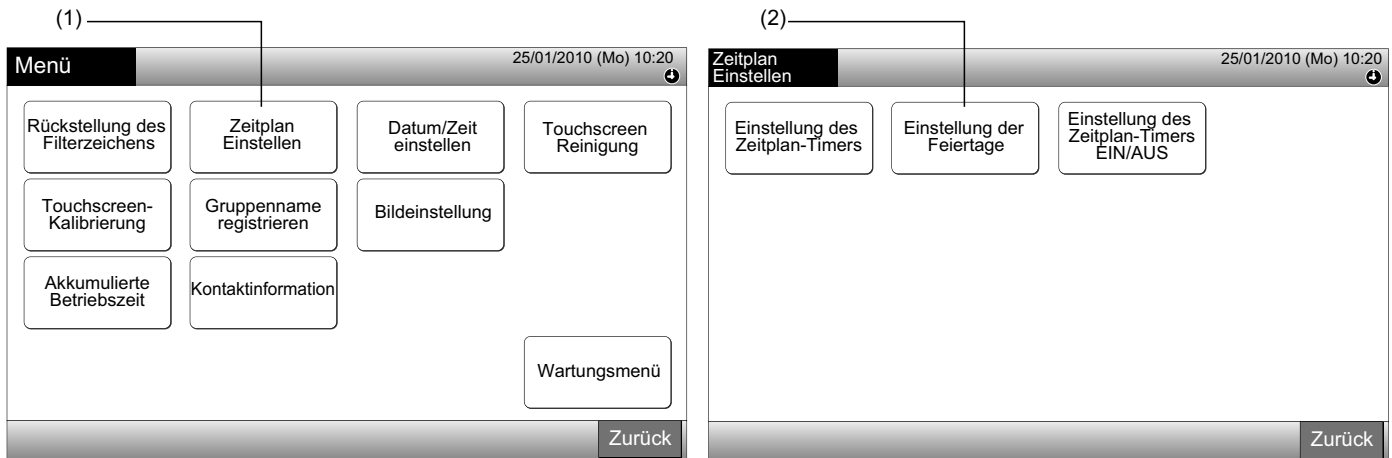 (1)
Menü
25/01/2010 (Mo) 10:20
Rückstellung des
Filterzeichens
Zeitplan
Einstellen
Datum/Zeit
einstellen
Touchscreen
Reinigung
Touchscreen-
Kalibrierung
Gruppenname
registrieren
Bildeinstellung
Akkumulierte
Betriebszeit
Kontaktinformation
Wartungsmenü
Zurück
(2)
Zeitplan
Einstellen
25/01/2010 (Mo) 10:20
Einstellung des
Zeitplan-Timers
Einstellung der
Feiertage
Einstellung des
Zeitplan-Timers
EIN/AUS
Zurück